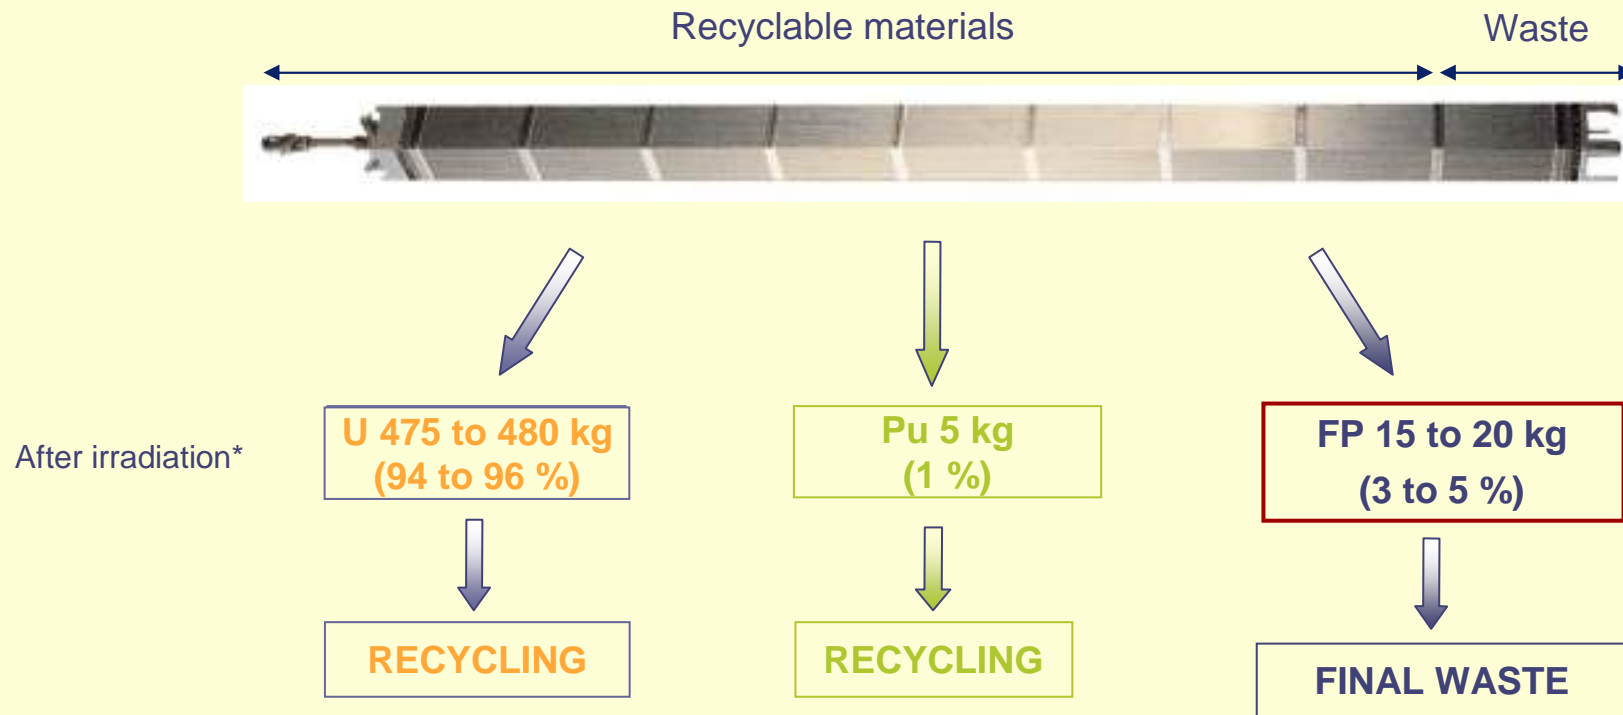 Recyclable materials
Waste
After irradiation*
U 475 to 480 kg
(94 to 96 %)
Pu 5 kg
(1 %)
FP 15 to 20 kg
(3 to 5 %)
RECYCLING
RECYCLING
FINAL WASTE